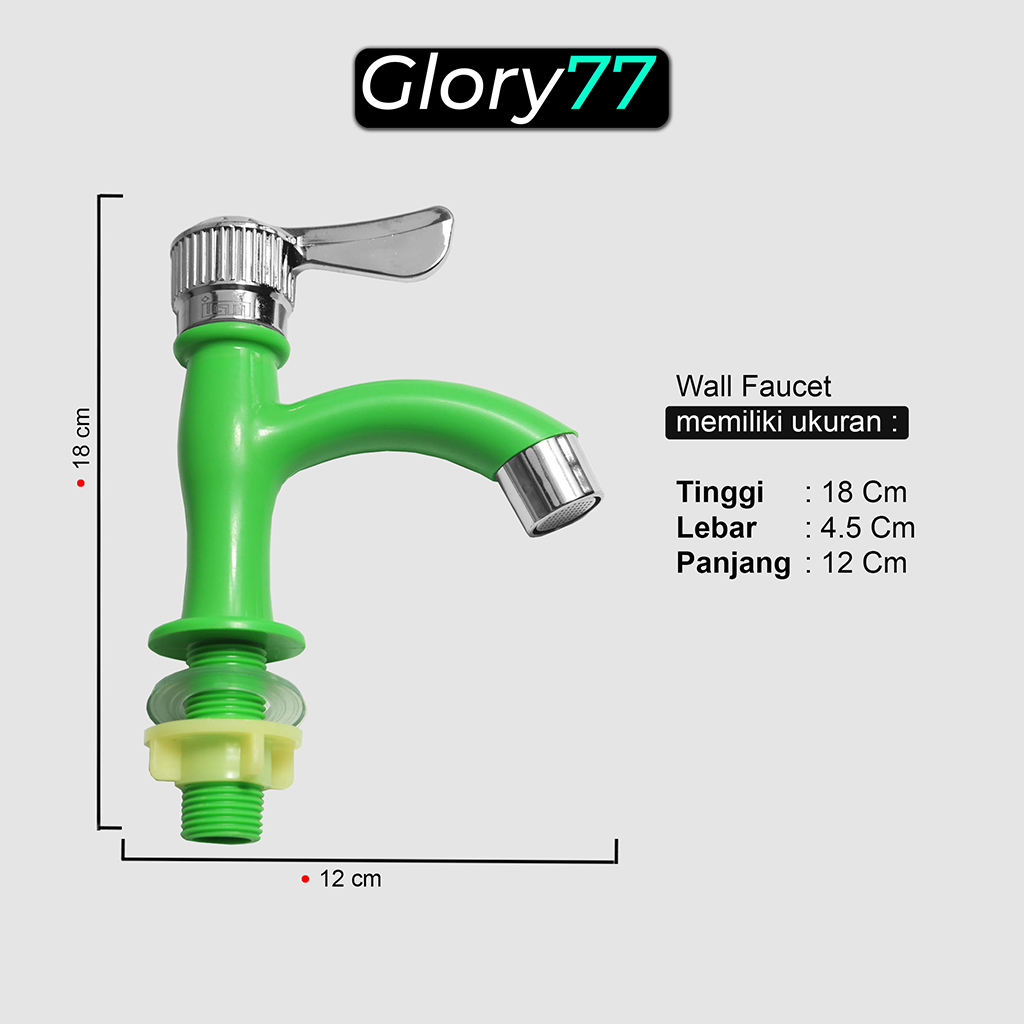 Glory77
18 cm
Wall Faucet
memiliki ukuran :
Tinggi : 18 Cm
Lebar : 4.5 Cm
Panjang : 12 Cm
12 cm